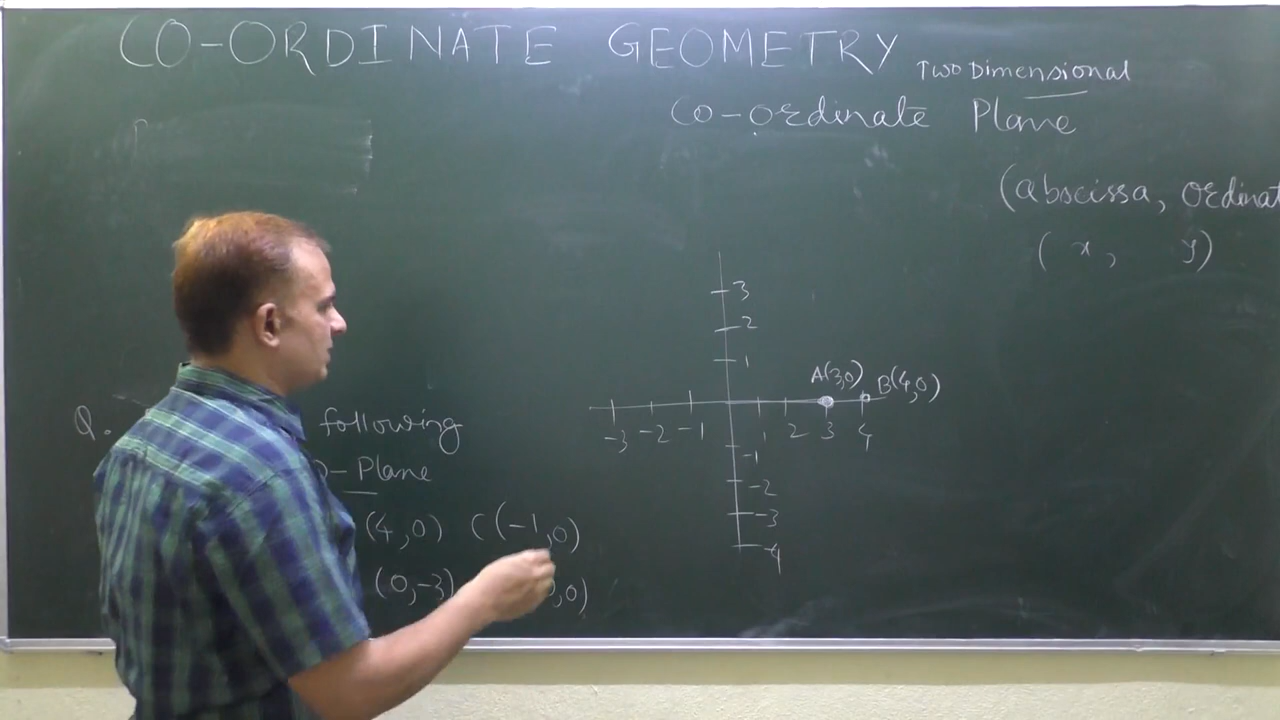 CO-ORDINATE GEOMETRY
Two Dimensional
Co-ordinate Plane
(abscissa, ordinat
( x, y)
3
2
1
A(3,0) B(4,0)
-3 -2 -1 1 2 3 4
-1
-2
-3
-4
Q. following
D-Plane
(4,0) C(-1,0)
(0,-3) ,0)